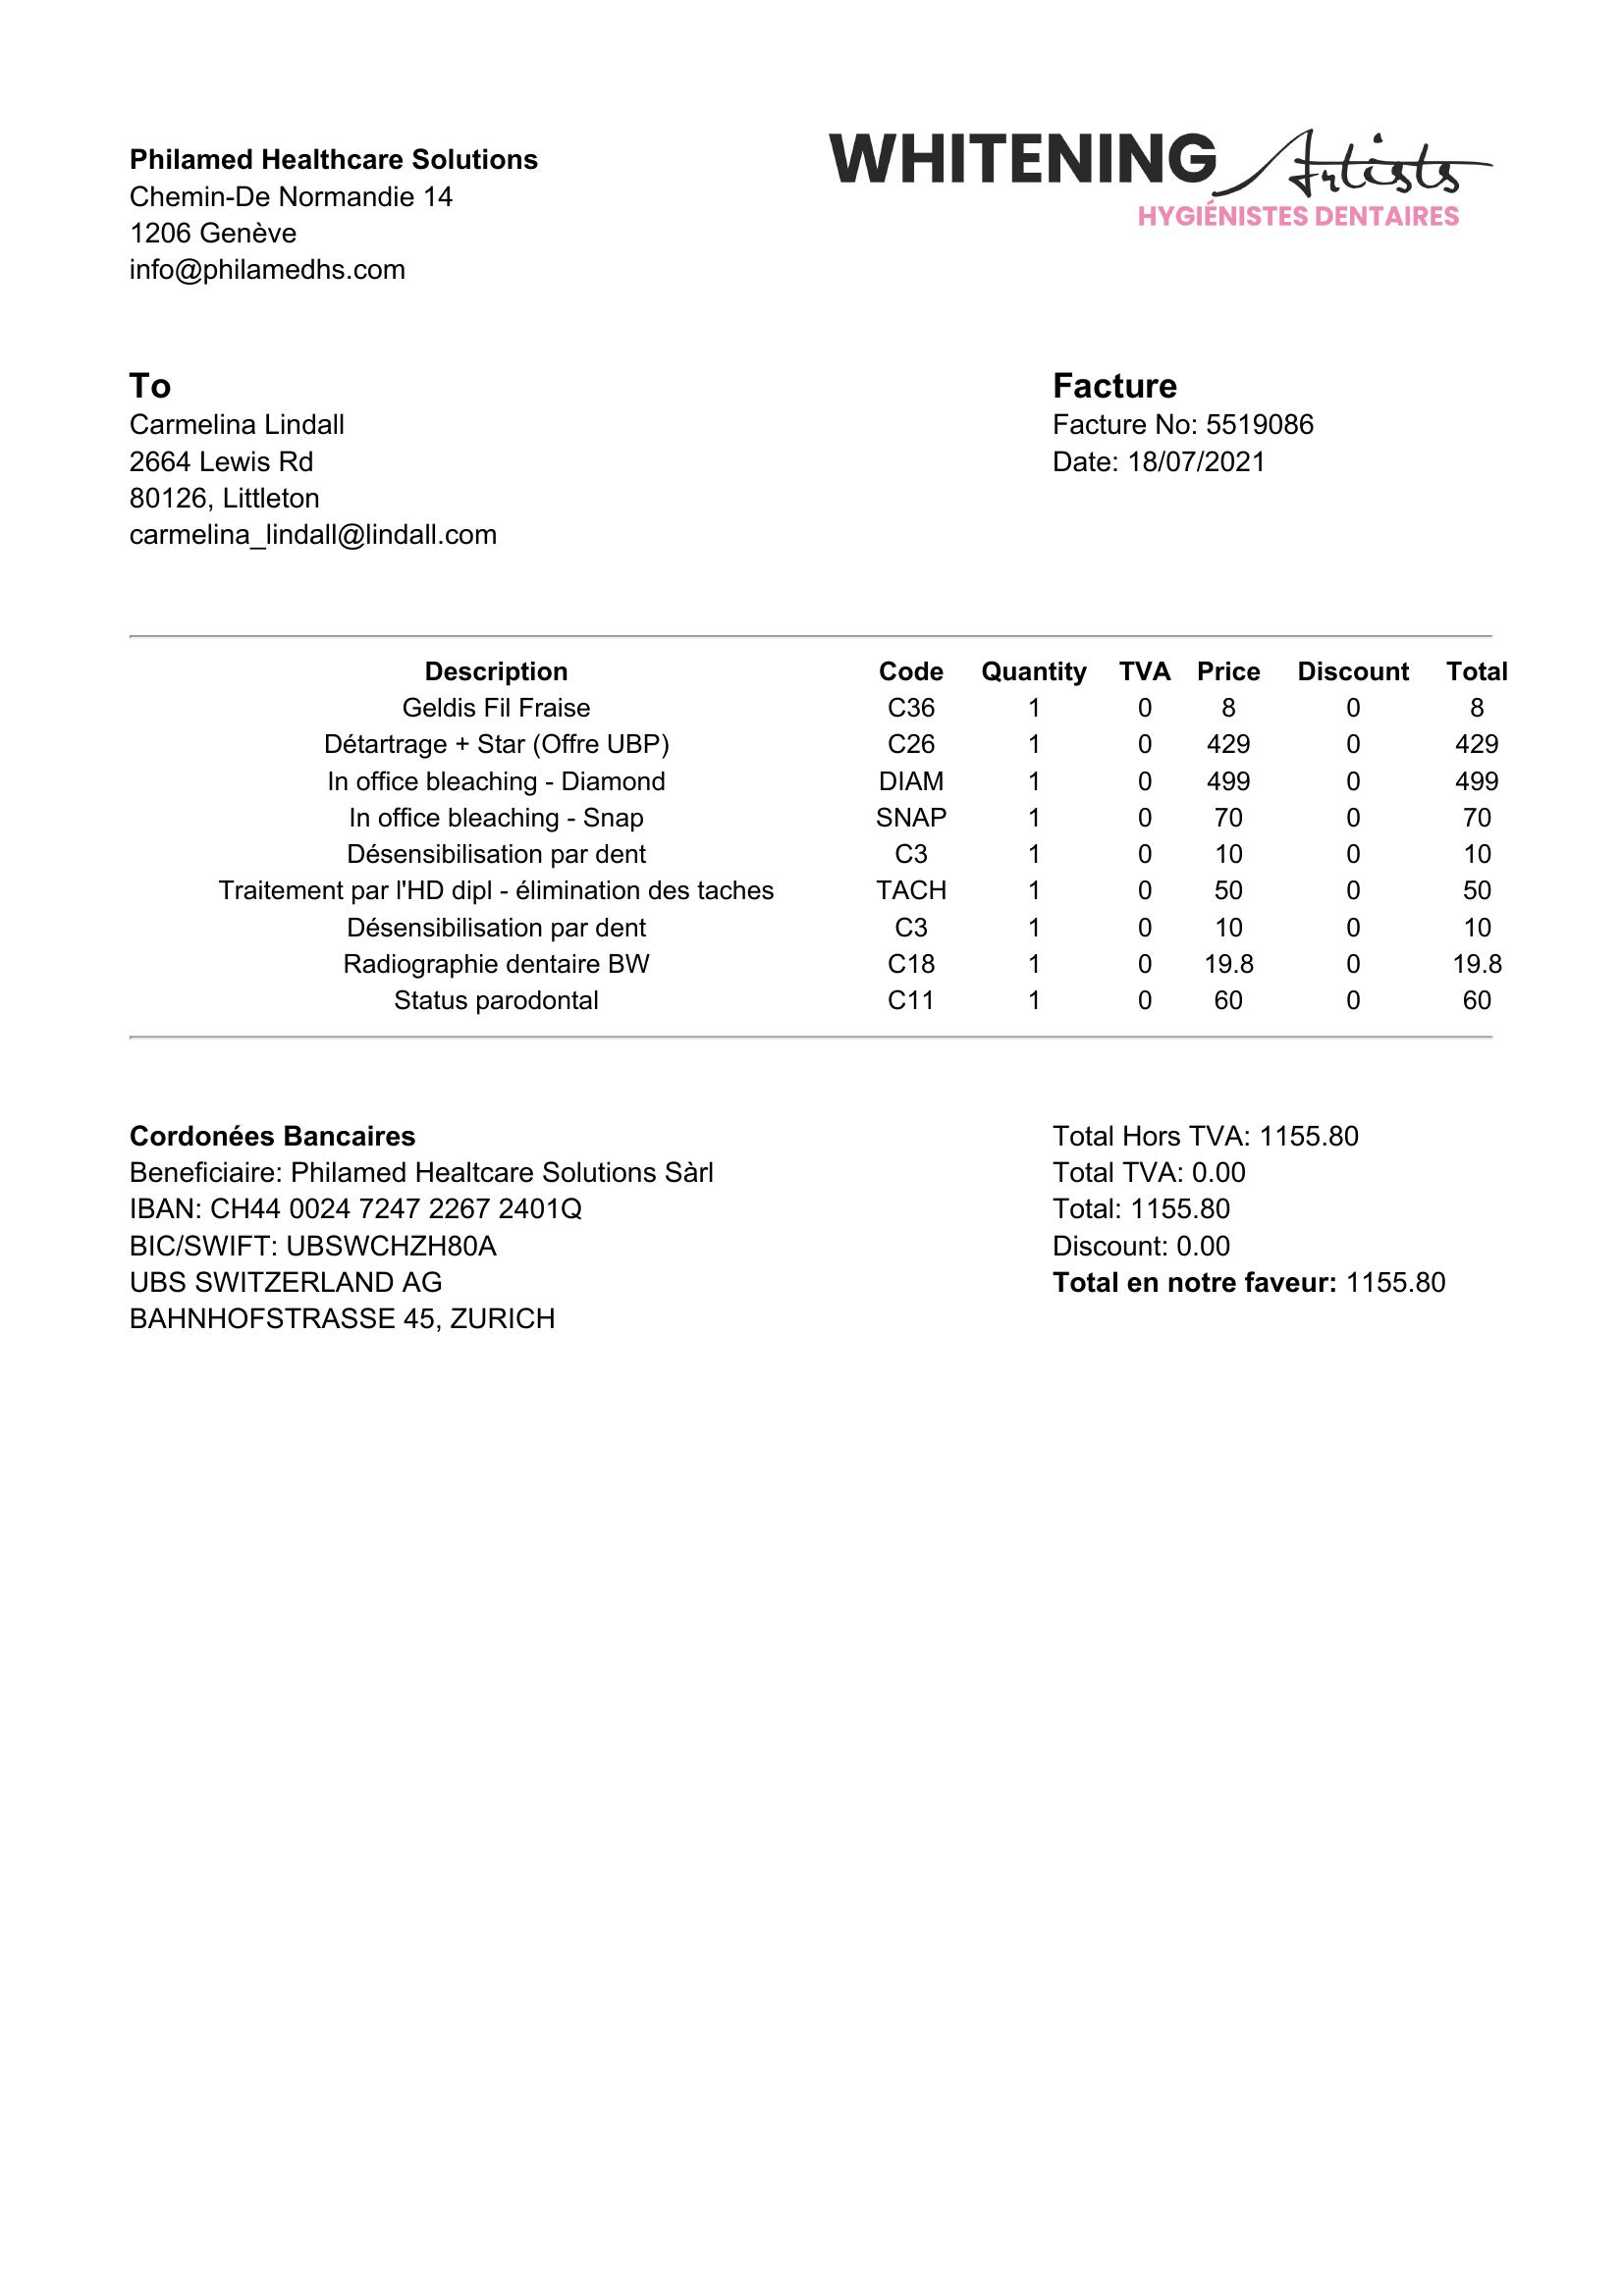 Philamed Healthcare Solutions
Chemin-De Normandie 14
1206 Genève
info@philamedhs.com
WHITENING Artists
HYGIÉNISTES DENTAIRES
To
Carmelina Lindall
2664 Lewis Rd
80126, Littleton
carmelina_lindall@lindall.com
Facture
Facture No: 5519086
Date: 18/07/2021
Description Code Quantity TVA Price Discount Total
Geldis Fil Fraise C36 1 0 8 0 8
Détartrage + Star (Offre UBP) C26 1 0 429 0 429
In office bleaching - Diamond DIAM 1 0 499 0 499
In office bleaching - Snap SNAP 1 0 70 0 70
Désensibilisation par dent C3 1 0 10 0 10
Traitement par l'HD dipl - élimination des taches TACH 1 0 50 0 50
Désensibilisation par dent C3 1 0 10 0 10
Radiographie dentaire BW C18 1 0 19.8 0 19.8
Status parodontal C11 1 0 60 0 60
Cordonées Bancaires
Beneficiaire: Philamed Healtcare Solutions Sàrl
IBAN: CH44 0024 7247 2267 2401Q
BIC/SWIFT: UBSWCHZH80A
UBS SWITZERLAND AG
BAHNHOFSTRASSE 45, ZURICH
Total Hors TVA: 1155.80
Total TVA: 0.00
Total: 1155.80
Discount: 0.00
Total en notre faveur: 1155.80